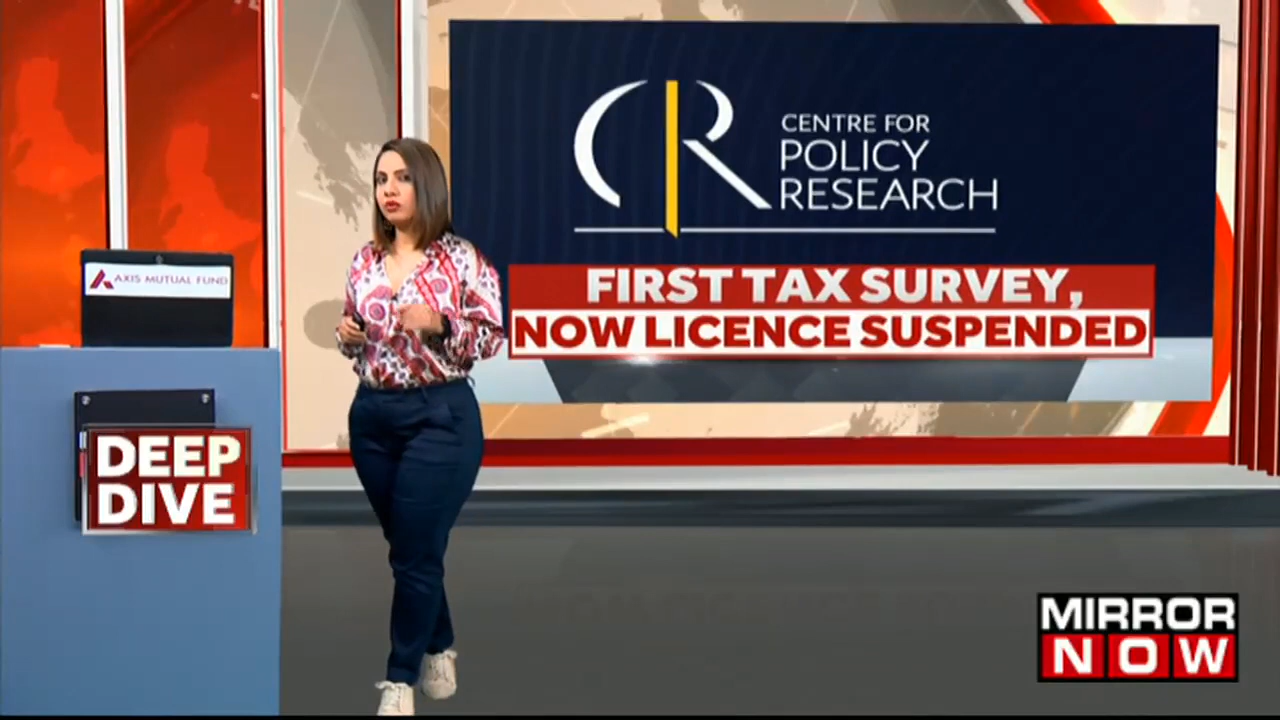 CENTRE FOR
POLICY
RESEARCH
FIRST TAX SURVEY,
NOW LICENCE SUSPENDED
AXIS MUTUAL FUND
DEEP
DIVE
MIRROR
NOW